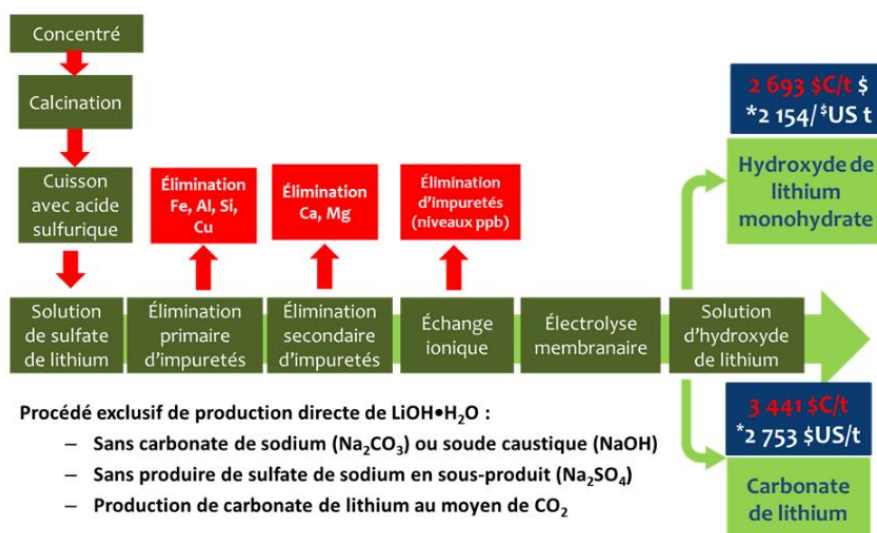 Concentré
Calcination
Cuisson
avec acide
sulfurique
Élimination
Fe, Al, Si,
Cu
Élimination
Ca, Mg
Élimination
d'impuretés
(niveaux ppb)
2 693 $C/t $
*2 154/$US t
Hydroxyde de
lithium
monohydrate
Solution
de sulfate
de lithium
Élimination
primaire
d'impuretés
Élimination
secondaire
d'impuretés
Échange
ionique
Électrolyse
membranaire
Solution
d'hydroxyde
de lithium
3 441 $C/t
*2 753 $US/t
Carbonate
de lithium
Procédé exclusif de production directe de LiOH•H₂O :
– Sans carbonate de sodium (Na₂CO₃) ou soude caustique (NaOH)
– Sans produire de sulfate de sodium en sous-produit (Na₂SO₄)
– Production de carbonate de lithium au moyen de CO₂